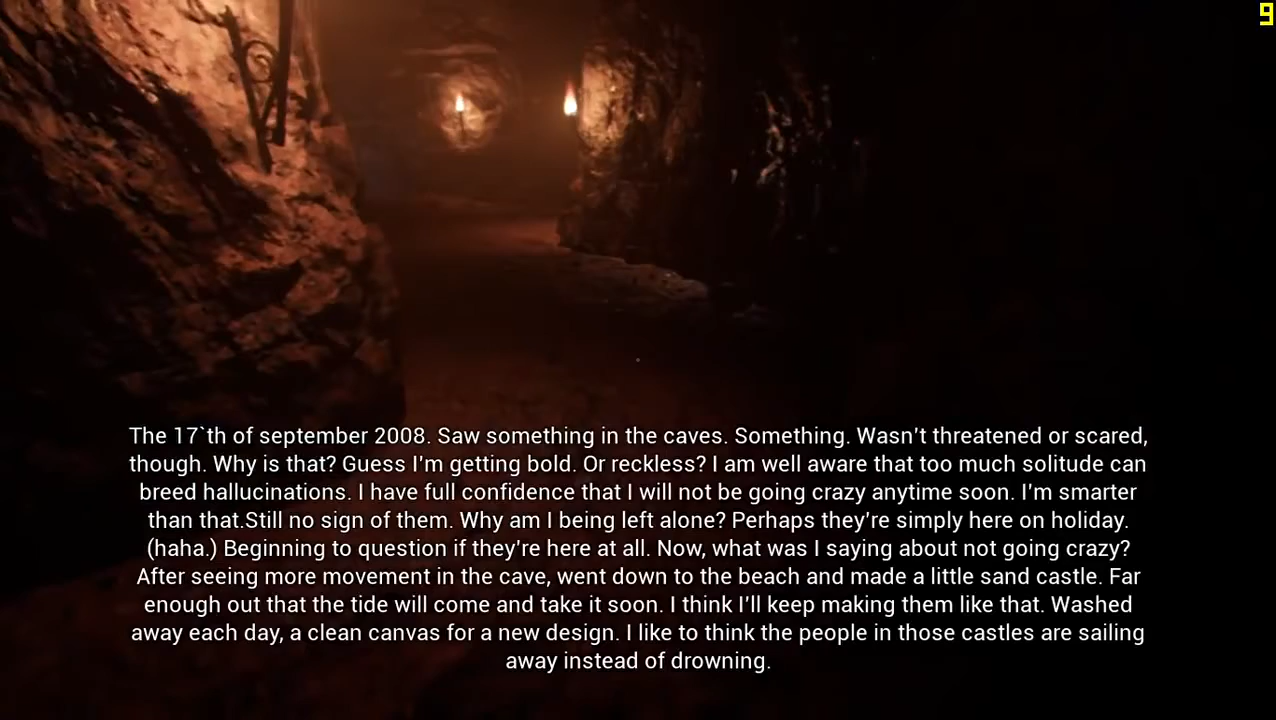 9
The 17`th of september 2008. Saw something in the caves. Something. Wasn't threatened or scared,
though. Why is that? Guess I'm getting bold. Or reckless? I am well aware that too much solitude can
breed hallucinations. I have full confidence that I will not be going crazy anytime soon. I'm smarter
than that.Still no sign of them. Why am I being left alone? Perhaps they're simply here on holiday.
(haha.) Beginning to question if they're here at all. Now, what was I saying about not going crazy?
After seeing more movement in the cave, went down to the beach and made a little sand castle. Far
enough out that the tide will come and take it soon. I think I'll keep making them like that. Washed
away each day, a clean canvas for a new design. I like to think the people in those castles are sailing
away instead of drowning.